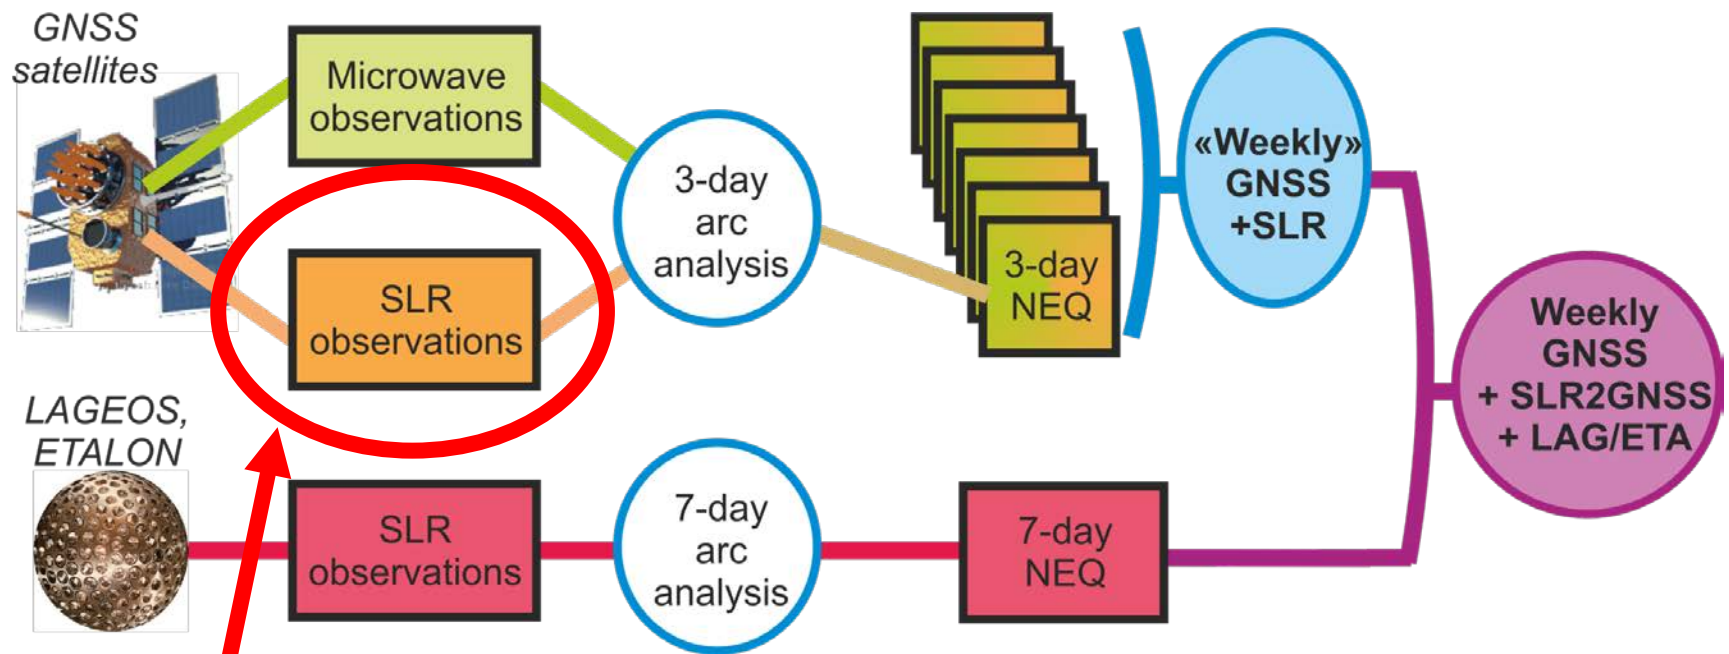 GNSS
satellites
Microwave
observations
SLR
observations
3-day
arc
analysis
3-day
NEQ
«Weekly»
GNSS
+SLR
LAGEOS,
ETALON
SLR
observations
7-day
arc
analysis
7-day
NEQ
Weekly
GNSS
+ SLR2GNSS
+ LAG/ETA